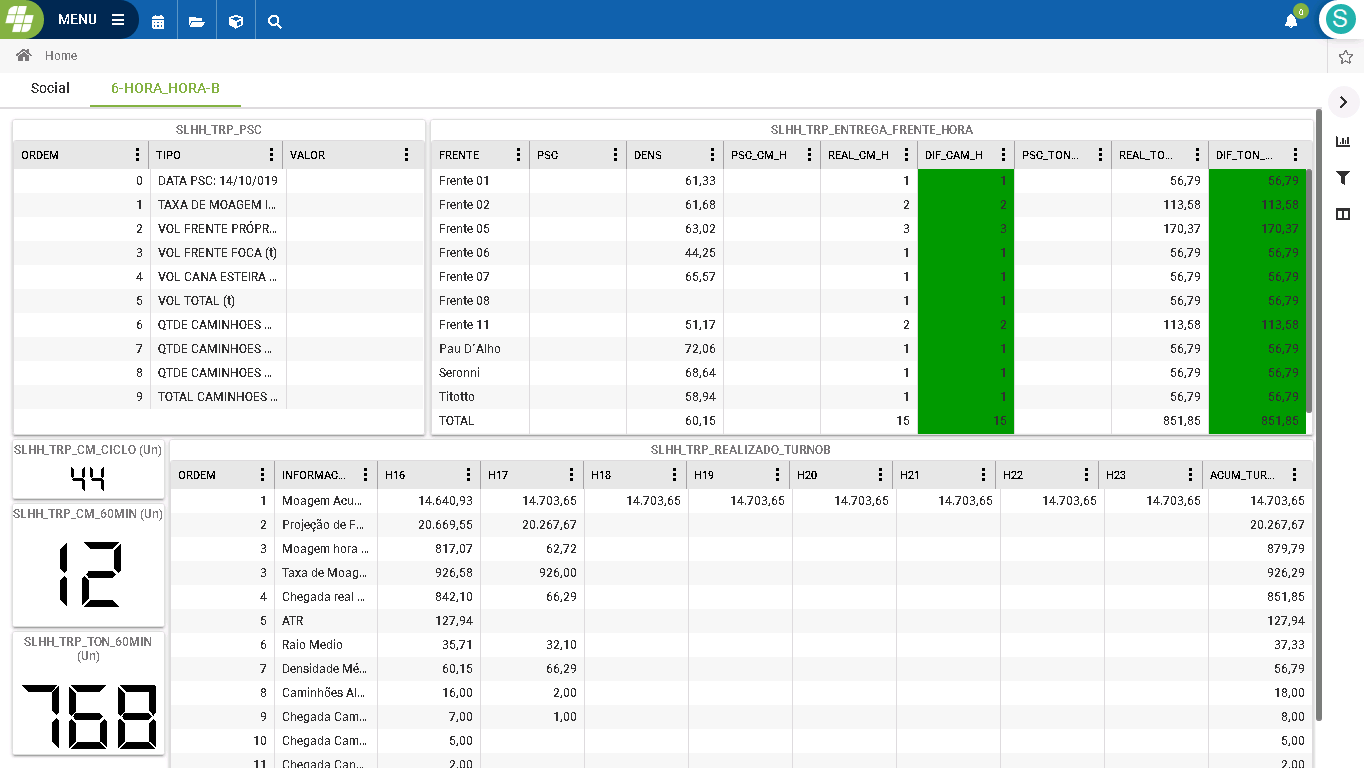 MENU
0
S
Home
Social 6-HORA_HORA-B
SLHH_TRP_PSC
ORDEM TIPO VALOR
0 DATA PSC: 14/10/019
1 TAXA DE MOAGEM I...
2 VOL FRENTE PRÓPR...
3 VOL FRENTE FOCA (t)
4 VOL CANA ESTEIRA ...
5 VOL TOTAL (t)
6 QTDE CAMINHOES ...
7 QTDE CAMINHOES ...
8 QTDE CAMINHOES ...
9 TOTAL CAMINHOES ...
SLHH_TRP_ENTREGA_FRENTE_HORA
FRENTE PSC DENS PSC_CM_H REAL_CM_H DIF_CAM_H PSC_TON... REAL_TO... DIF_TON_...
Frente 01 61,33 1 1 56,79 56,79
Frente 02 61,68 2 2 113,58 113,58
Frente 05 63,02 3 3 170,37 170,37
Frente 06 44,25 1 1 56,79 56,79
Frente 07 65,57 1 1 56,79 56,79
Frente 08 1 1 56,79 56,79
Frente 11 51,17 2 2 113,58 113,58
Pau D´Alho 72,06 1 1 56,79 56,79
Seronni 68,64 1 1 56,79 56,79
Titotto 58,94 1 1 56,79 56,79
TOTAL 60,15 15 15 851,85 851,85
SLHH_TRP_CM_CICLO (Un)
44
SLHH_TRP_CM_60MIN (Un)
12
SLHH_TRP_TON_60MIN
(Un)
768
SLHH_TRP_REALIZADO_TURNOB
ORDEM INFORMAC... H16 H17 H18 H19 H20 H21 H22 H23 ACUM_TUR...
1 Moagem Acu... 14.640,93 14.703,65 14.703,65 14.703,65 14.703,65 14.703,65 14.703,65 14.703,65 14.703,65
2 Projeção de F... 20.669,55 20.267,67 20.267,67
3 Moagem hora ... 817,07 62,72 879,79
3 Taxa de Moag... 926,58 926,00 926,29
4 Chegada real ... 842,10 66,29 851,85
5 ATR 127,94 127,94
6 Raio Medio 35,71 32,10 37,33
7 Densidade Mé... 60,15 66,29 56,79
8 Caminhões Al... 16,00 2,00 18,00
9 Chegada Cam... 7,00 1,00 8,00
10 Chegada Cam... 5,00 5,00
11 Chegada Can... 2,00 2,00